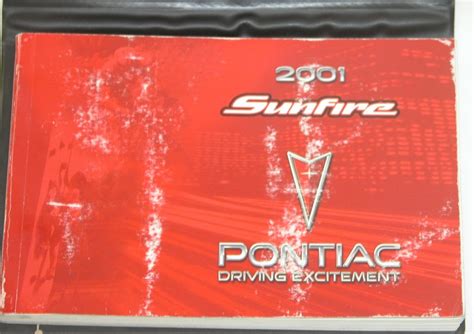 2001
Sunfire
PONTIAC
DRIVING EXCITEMENT